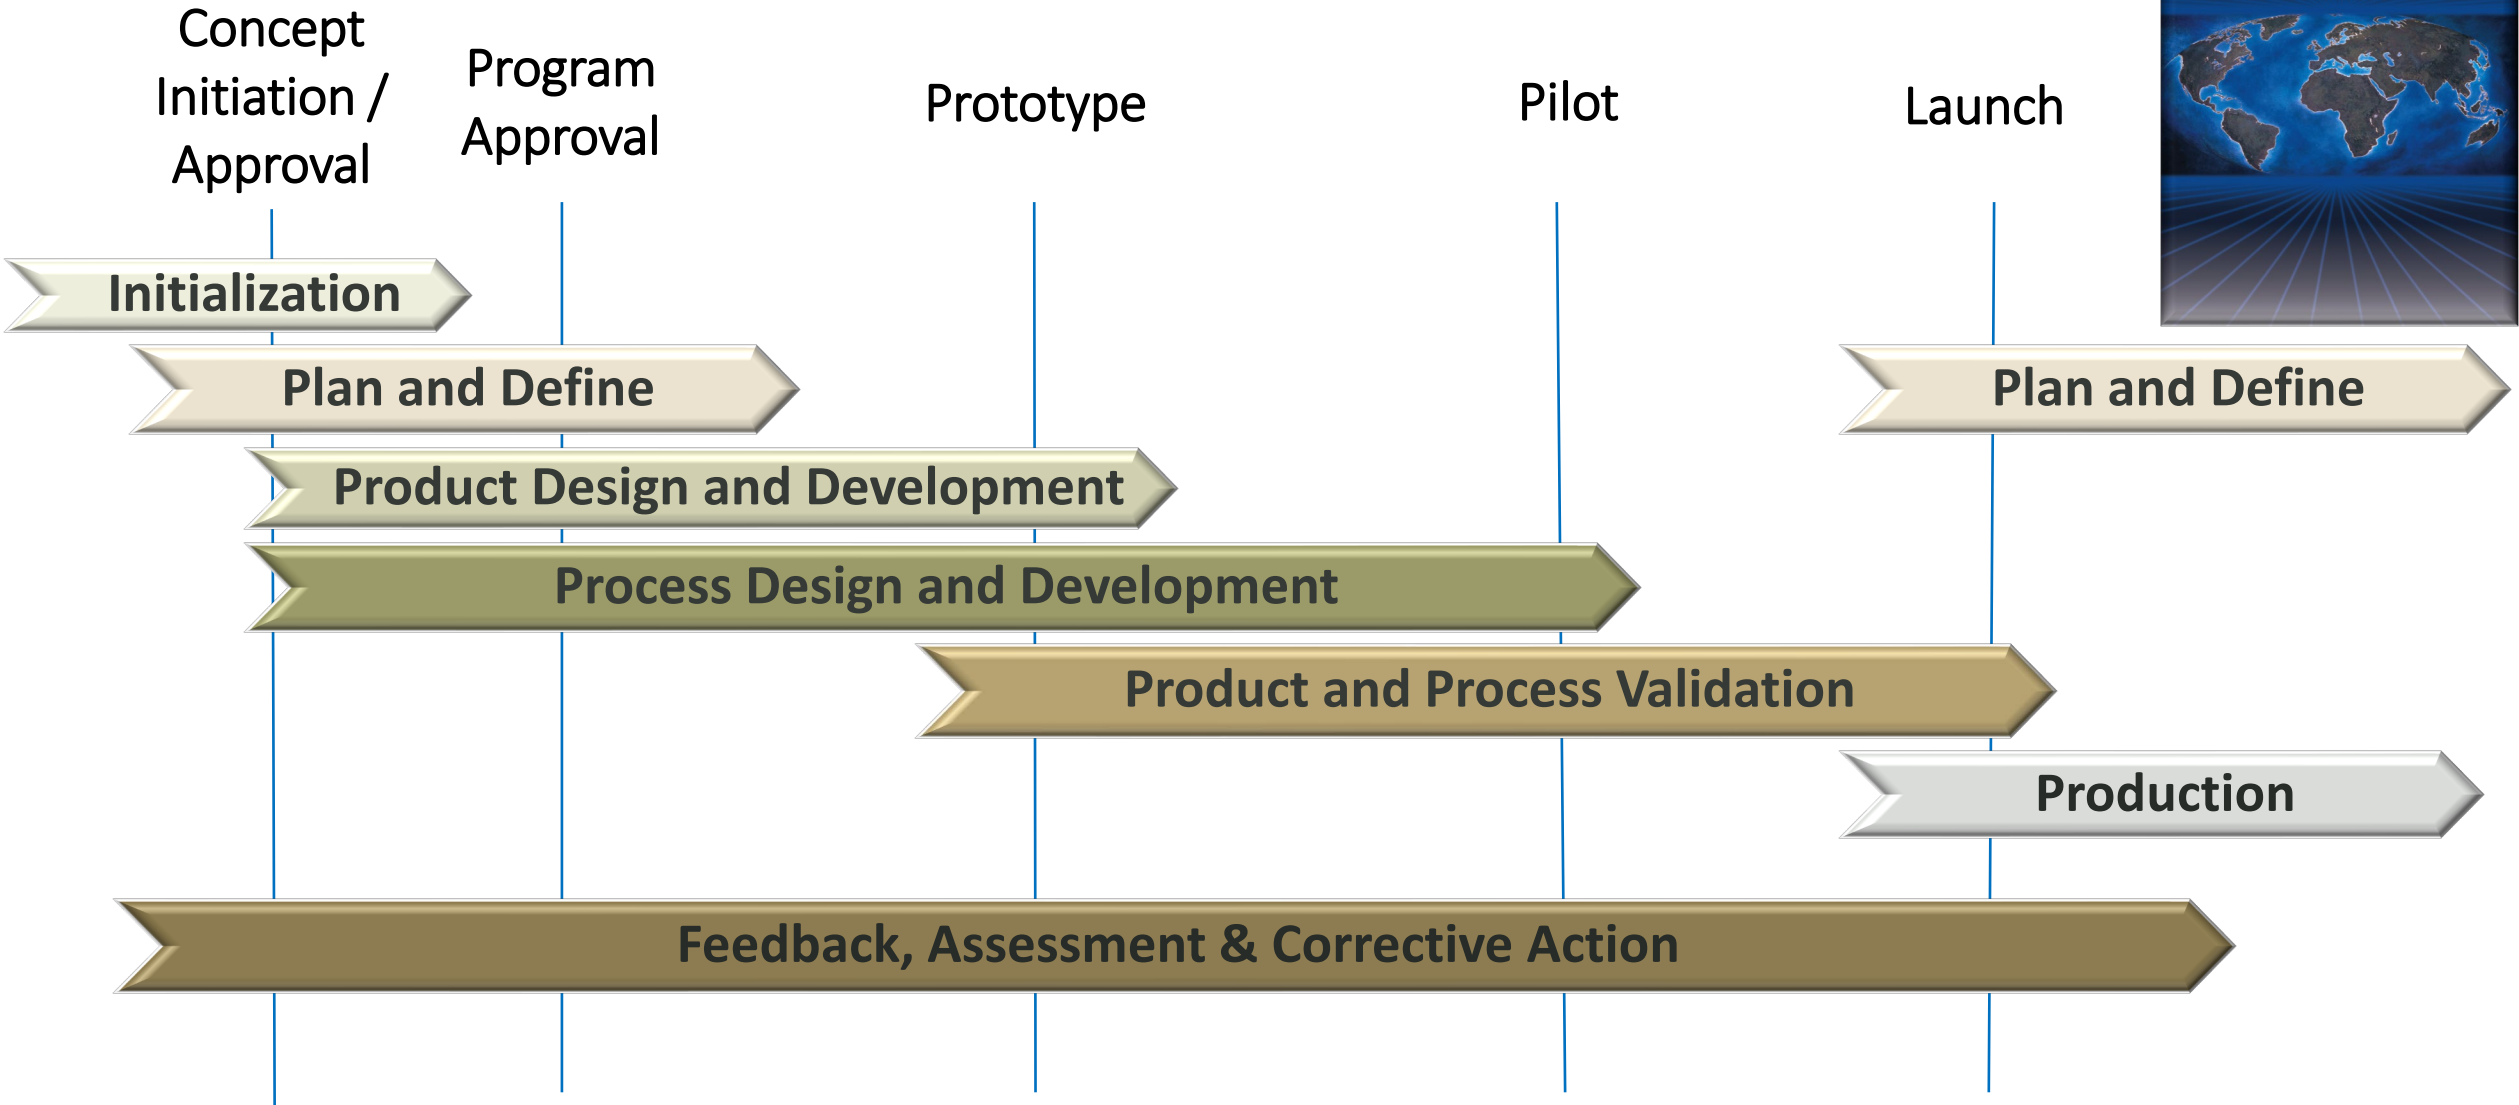 Concept
Initiation /
Approval
Program
Approval
Prototype
Pilot
Launch
Initialization
Plan and Define
Plan and Define
Product Design and Development
Process Design and Development
Product and Process Validation
Production
Feedback, Assessment & Corrective Action